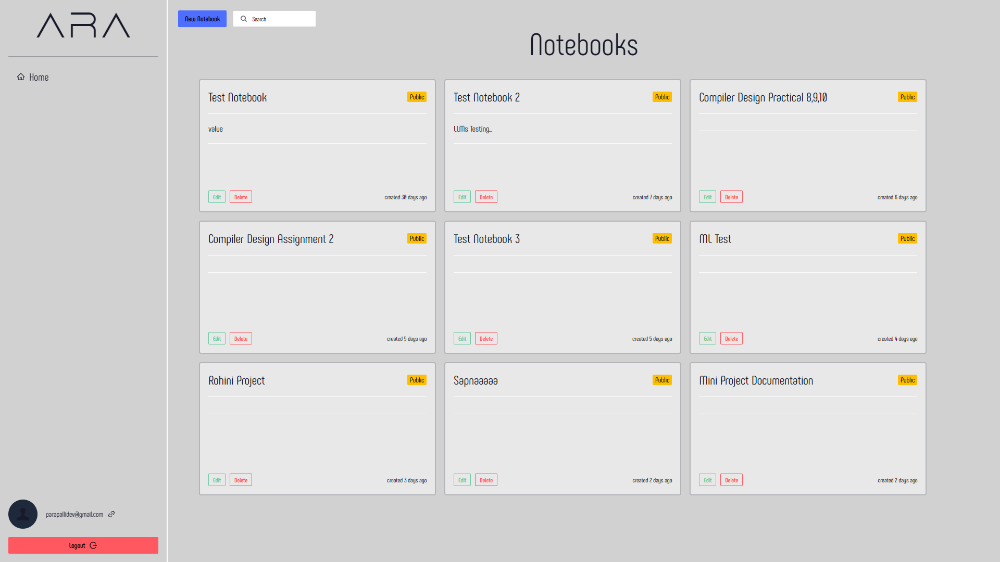 ARA
New Notebook
Search
Notebooks
Home
Test Notebook
Public
value
Edit
Delete
created 30 days ago
Test Notebook 2
Public
LLMs Testing...
Edit
Delete
created 7 days ago
Compiler Design Practical 8,9,10
Public
Edit
Delete
created 6 days ago
Compiler Design Assignment 2
Public
Edit
Delete
created 5 days ago
Test Notebook 3
Public
Edit
Delete
created 5 days ago
ML Test
Public
Edit
Delete
created 4 days ago
Rohini Project
Public
Edit
Delete
created 3 days ago
Sapnaaaaa
Public
Edit
Delete
created 2 days ago
Mini Project Documentation
Public
Edit
Delete
created 2 days ago
parapallidev@gmail.com
Logout